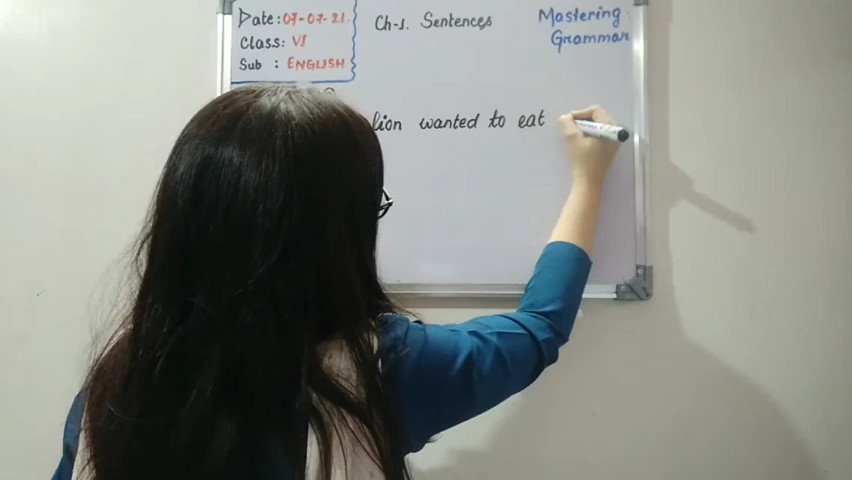 Date: 07-07-21.
Class: VI
Sub : ENGLISH
Ch-1. Sentences
Mastering
Grammar
lion wanted to eat